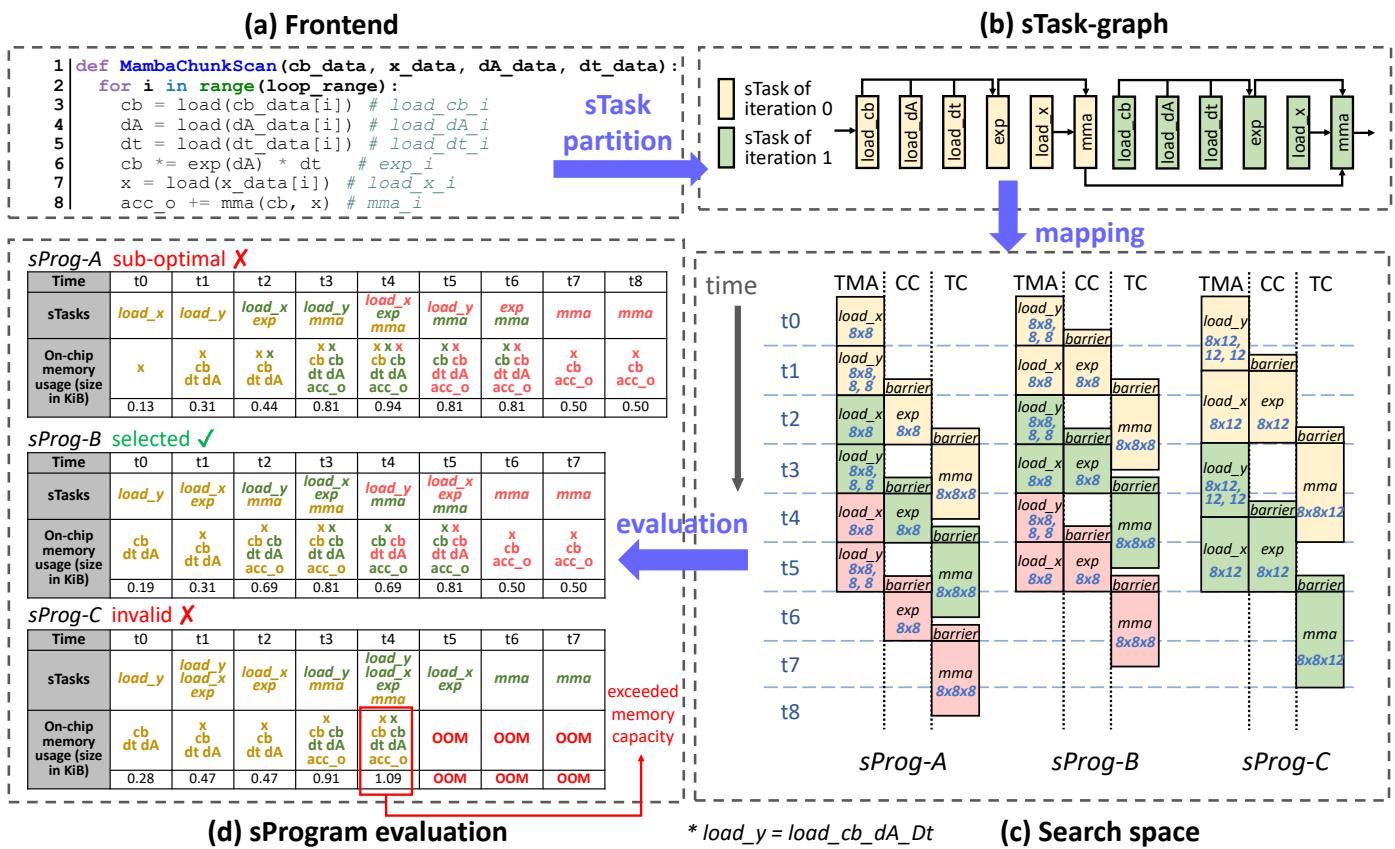 (a) Frontend
1 def MambaChunkScan(cb_data, x_data, dA_data, dt_data):
2 for i in range(loop_range):
3 cb = load(cb_data[i]) # load_cb_i
4 dA = load(dA_data[i]) # load_dA_i
5 dt = load(dt_data[i]) # load_dt_i
6 cb *= exp(dA) * dt # exp_i
7 x = load(x_data[i]) # load_x_i
8 acc_o += mma(cb, x) # mma_i
sTask
partition
(b) sTask-graph
sTask of
iteration 0
sTask of
iteration 1
load_cb
load_dA
load_dt
exp
load_x
mma
load_cb
load_dA
load_dt
exp
load_x
mma
mapping
sProg-A sub-optimal ✗
Time t0 t1 t2 t3 t4 t5 t6 t7 t8
sTasks
load_x
load_y
load_x
exp
load_y
mma
load_x
exp
mma
load_y
mma
exp
mma
mma
mma
On-chip
memory
usage (size
in KiB)
x
x
cb
dt dA
x x
cb
dt dA
x x
cb cb
dt dA
acc_o
x x x
cb cb
dt dA
acc_o
x x
cb cb
dt dA
acc_o
x x
cb cb
dt dA
acc_o
x
cb
acc_o
x
cb
acc_o
0.13 0.31 0.44 0.81 0.94 0.81 0.81 0.50 0.50
sProg-B selected ✓
Time t0 t1 t2 t3 t4 t5 t6 t7
sTasks
load_y
load_x
exp
load_y
mma
load_x
exp
mma
load_y
mma
load_x
exp
mma
mma
mma
On-chip
memory
usage (size
in KiB)
cb
dt dA
x
cb
dt dA
x
cb cb
dt dA
acc_o
x x
cb cb
dt dA
acc_o
x
cb cb
dt dA
acc_o
x x
cb cb
dt dA
acc_o
x
cb
acc_o
x
cb
acc_o
0.19 0.31 0.69 0.81 0.69 0.81 0.50 0.50
sProg-C invalid ✗
Time t0 t1 t2 t3 t4 t5 t6 t7
sTasks
load_y
load_y
load_x
exp
load_x
exp
load_y
mma
load_y
load_x
exp
mma
load_x
exp
mma
mma
On-chip
memory
usage (size
in KiB)
cb
dt dA
x
cb
dt dA
x
cb
dt dA
x
cb cb
dt dA
acc_o
x x
cb cb
dt dA
acc_o
OOM
OOM
OOM
0.28 0.47 0.47 0.91 1.09 OOM OOM OOM
exceeded
memory
capacity
(d) sProgram evaluation
evaluation
time
t0
t1
t2
t3
t4
t5
t6
t7
t8
TMA CC TC
load_x
8x8
load_y
8x8,
8, 8
load_x
8x8
load_y
8x8,
8, 8
load_x
8x8
load_y
8x8,
8, 8
barrier
exp
8x8
barrier
exp
8x8
barrier
exp
8x8
barrier
mma
8x8x8
barrier
mma
8x8x8
barrier
mma
8x8x8
sProg-A
TMA CC TC
load_y
8x8,
8, 8
load_x
8x8
load_y
8x8,
8, 8
load_x
8x8
load_y
8x8,
8, 8
load_x
8x8
barrier
exp
8x8
barrier
exp
8x8
barrier
exp
8x8
barrier
mma
8x8x8
barrier
mma
8x8x8
barrier
mma
8x8x8
sProg-B
TMA CC TC
load_y
8x12,
12, 12
load_x
8x12
load_y
8x12,
12, 12
load_x
8x12
barrier
exp
8x12
barrier
exp
8x12
barrier
mma
8x8x12
barrier
mma
8x8x12
sProg-C
* load_y = load_cb_dA_Dt
(c) Search space